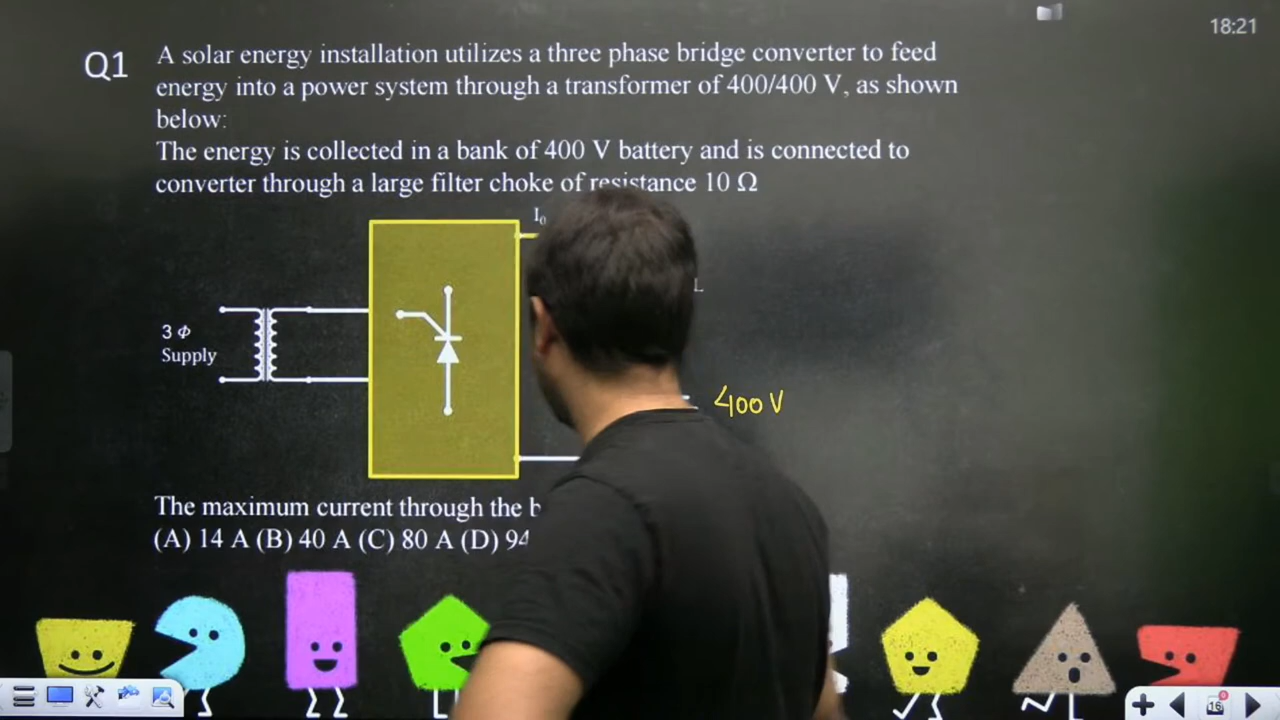 18:21
Q1 A solar energy installation utilizes a three phase bridge converter to feed
energy into a power system through a transformer of 400/400 V, as shown
below:
The energy is collected in a bank of 400 V battery and is connected to
converter through a large filter choke of resistance 10 Ω
I₀
L
3 Φ
Supply
400 V
The maximum current through the b
(A) 14 A (B) 40 A (C) 80 A (D) 94
16